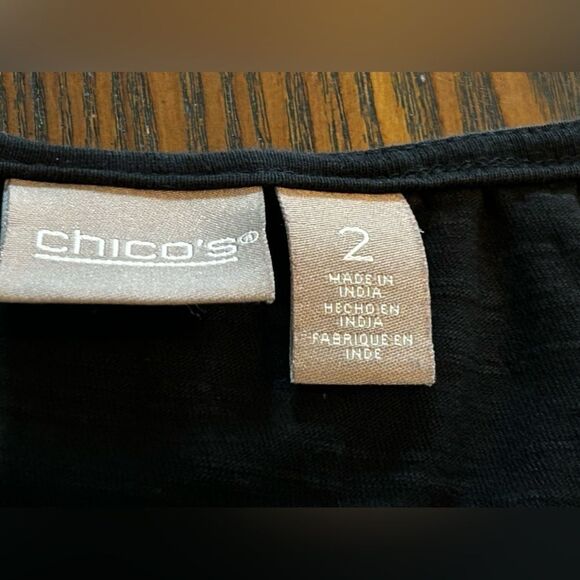 chico's®
2
MADE IN
INDIA
HECHO EN
INDIA
FABRIQUE EN
INDE